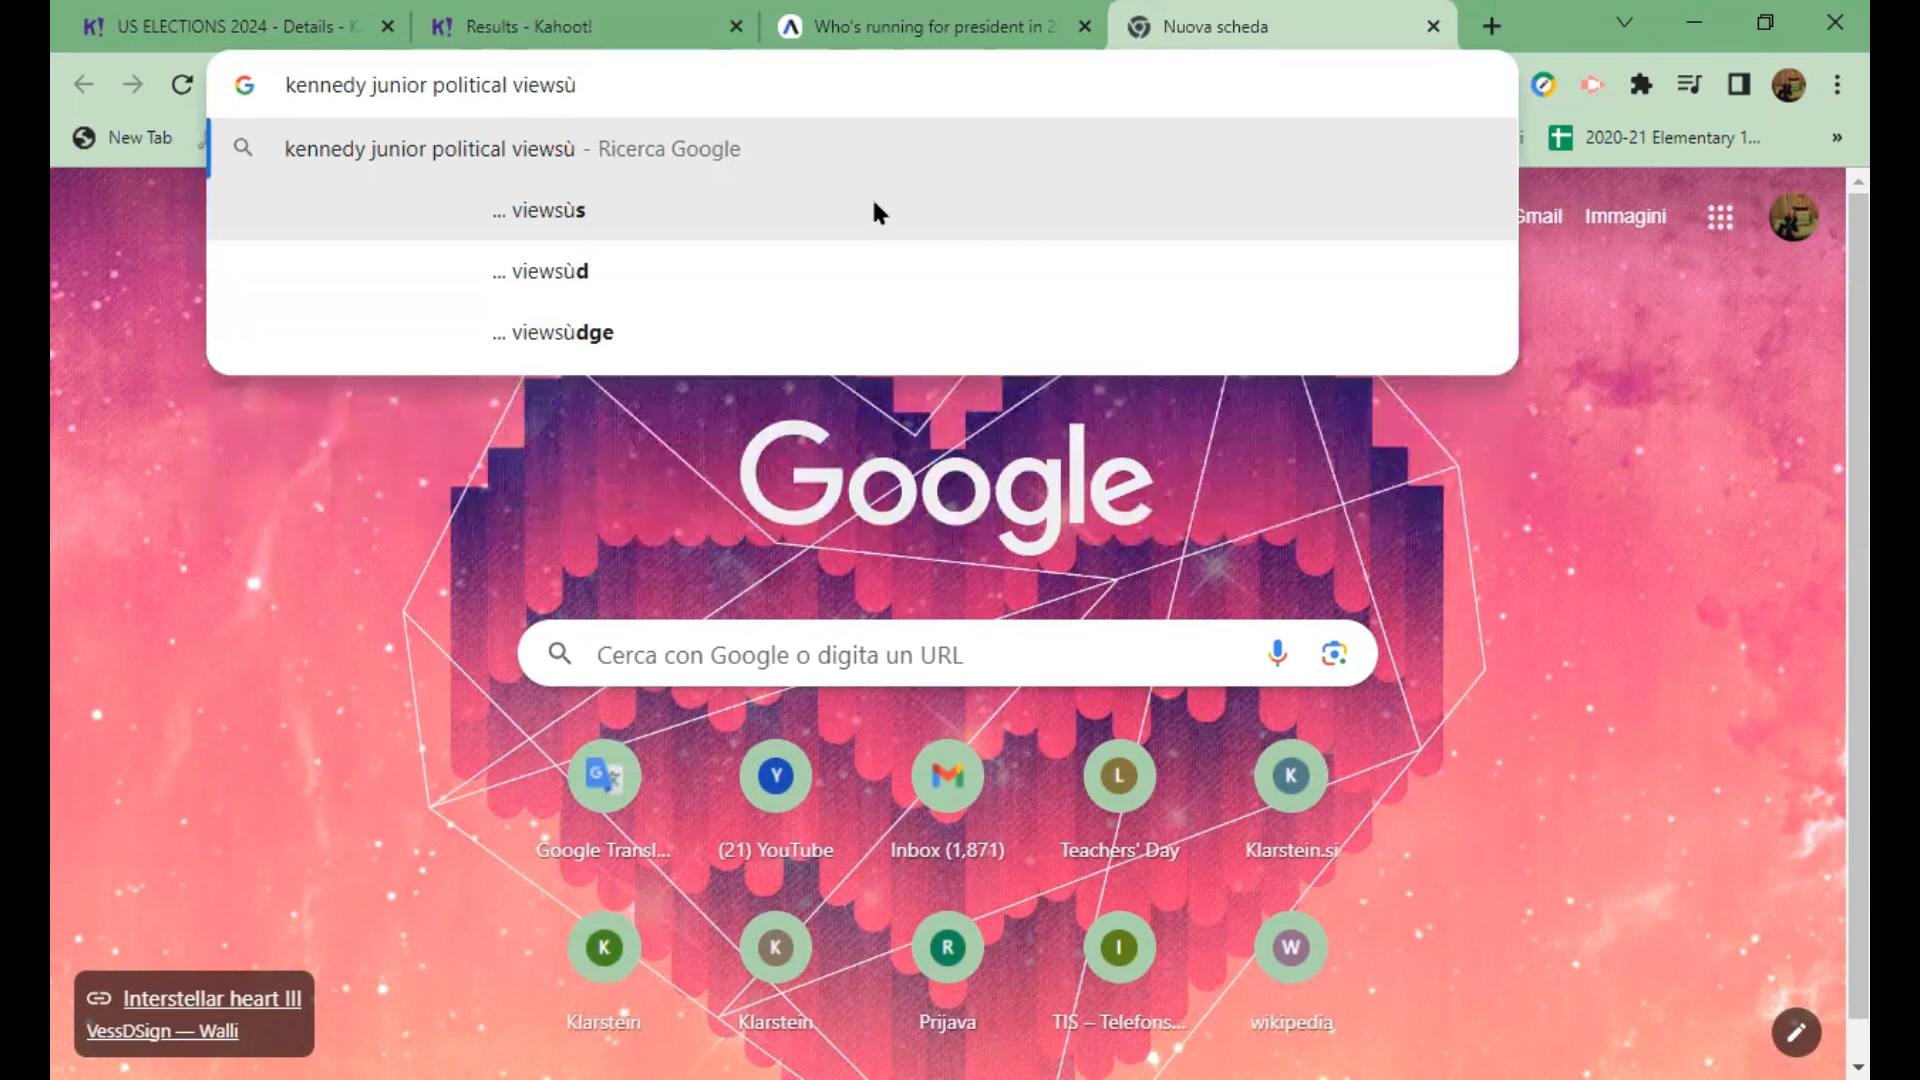 US ELECTIONS 2024 - Details - K
Results - Kahoot!
Who's running for president in 2
Nuova scheda
kennedy junior political viewsù
New Tab
2020-21 Elementary 1...
»
kennedy junior political viewsù - Ricerca Google
... viewsùs
... viewsùd
... viewsùdge
Gmail
Immagini
Google
Cerca con Google o digita un URL
Google Transl...
(21) YouTube
Inbox (1,871)
Teachers' Day
Klarstein.si
Klarstein
Klarstein
Prijava
TIS – Telefons...
wikipedia
Interstellar heart III
VessDSign — Walli